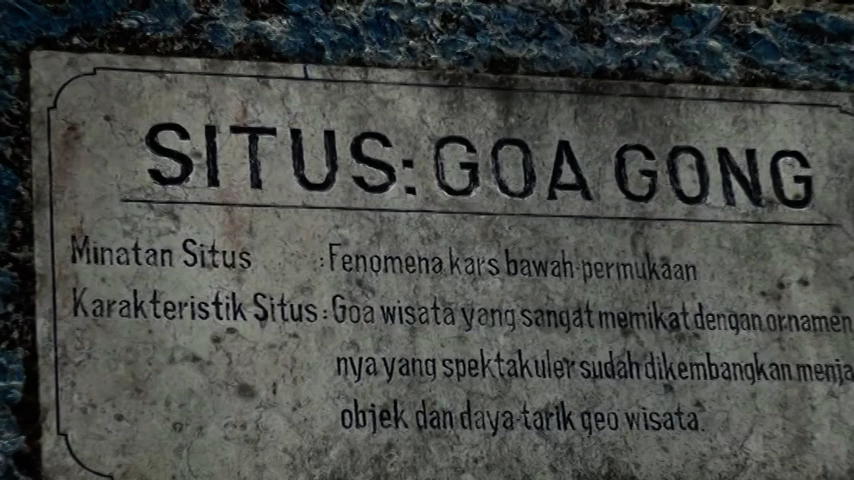 SITUS: GOA GONG
Minatan Situs : Fenomena kars bawah permukaan
Karakteristik Situs : Goa wisata yang sangat memikat dengan ornamen
nya yang spektakuler sudah dikembangkan menja
objek dan daya tarik geo wisata.